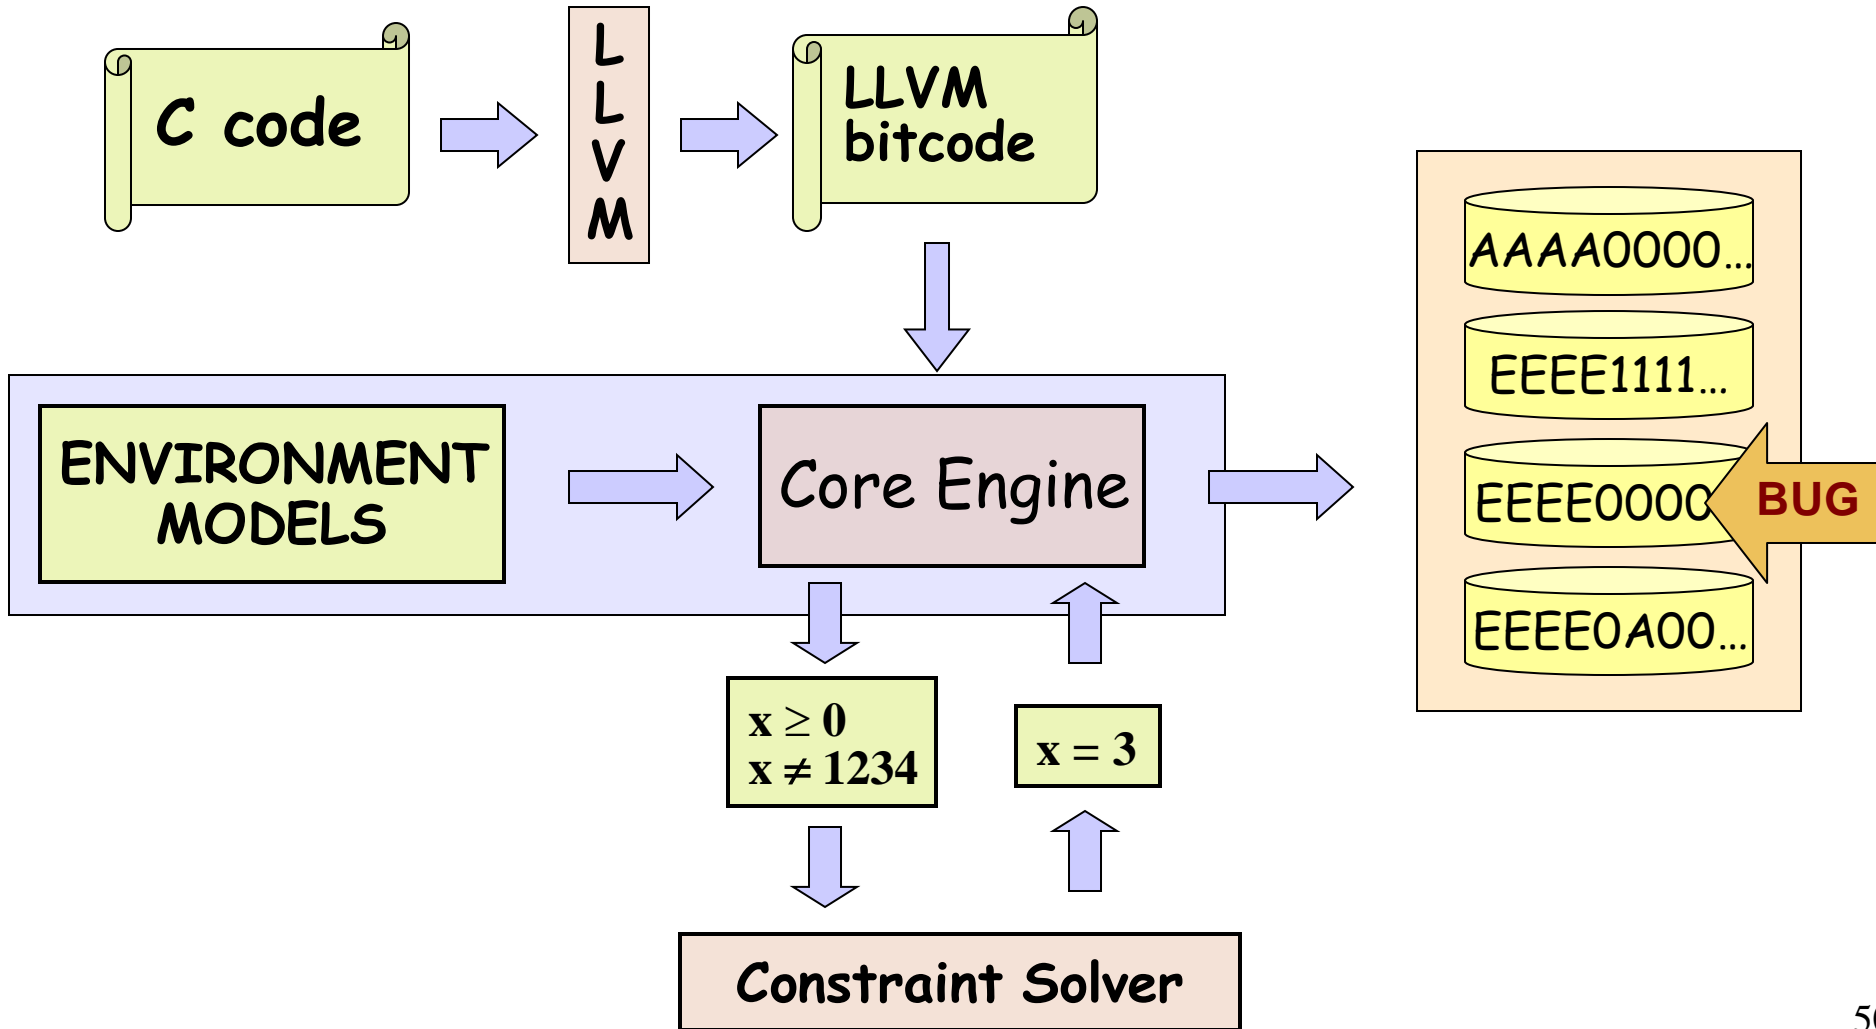 C code
L
L
V
M
LLVM
bitcode
AAAA0000...
EEEE1111...
ENVIRONMENT
MODELS
Core Engine
EEEE0000
BUG
EEEE0A00...
x ≥ 0
x ≠ 1234
x = 3
Constraint Solver